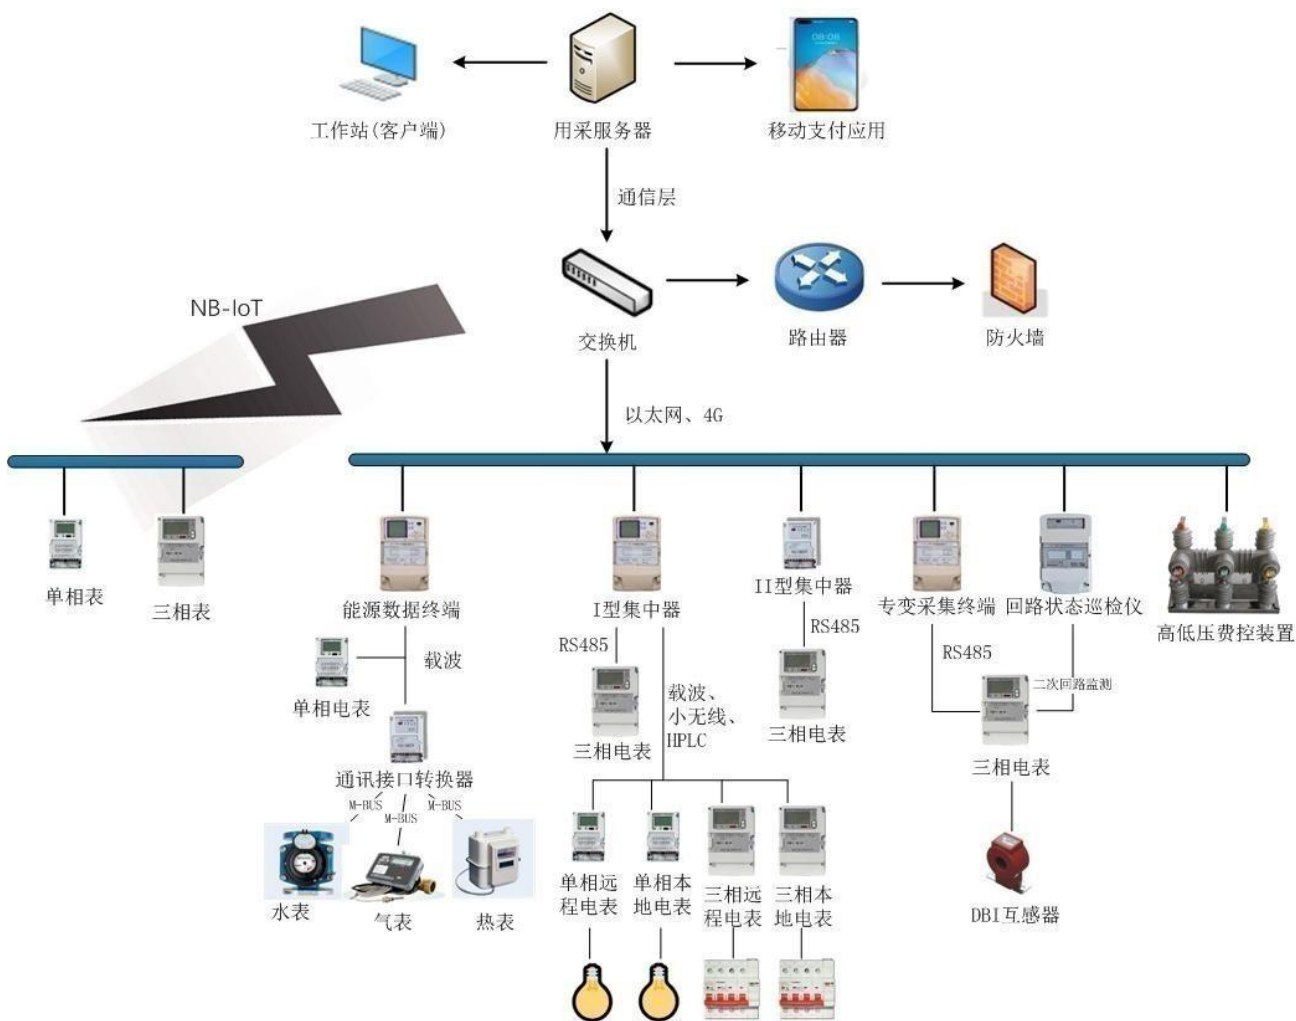 08:08
工作站(客户端)
用采服务器
移动支付应用
通信层
NB-IoT
交换机
路由器
防火墙
以太网、4G
单相表
三相表
能源数据终端
I型集中器
II型集中器
专变采集终端
回路状态巡检仪
高低压费控装置
载波
RS485
RS485
RS485
单相电表
载波、
小无线、
HPLC
二次回路监测
三相电表
三相电表
三相电表
通讯接口转换器
M-BUS
M-BUS
M-BUS
水表
气表
热表
单相远
程电表
单相本
地电表
三相远
程电表
三相本
地电表
DBI互感器